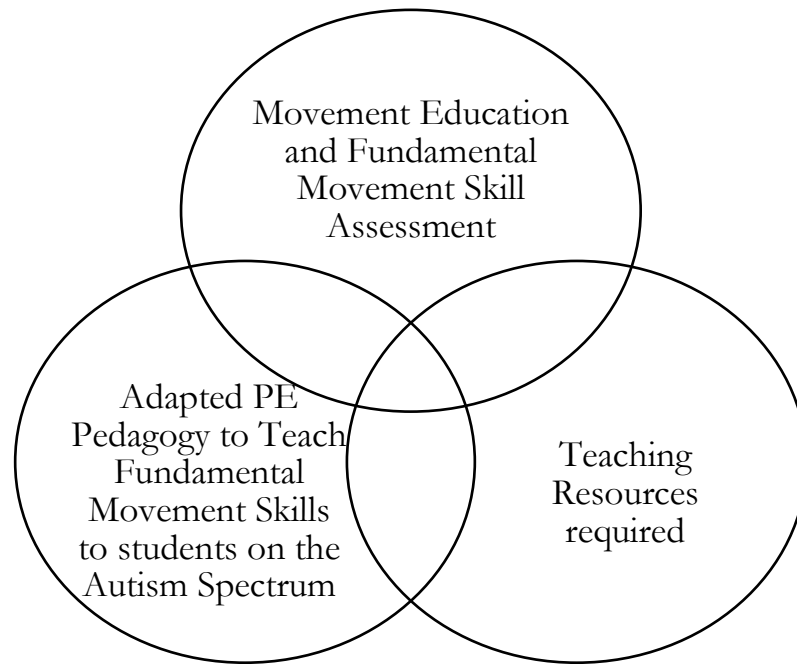 Movement Education
and Fundamental
Movement Skill
Assessment
Adapted PE
Pedagogy to Teach
Fundamental
Movement Skills
to students on the
Autism Spectrum
Teaching
Resources
required